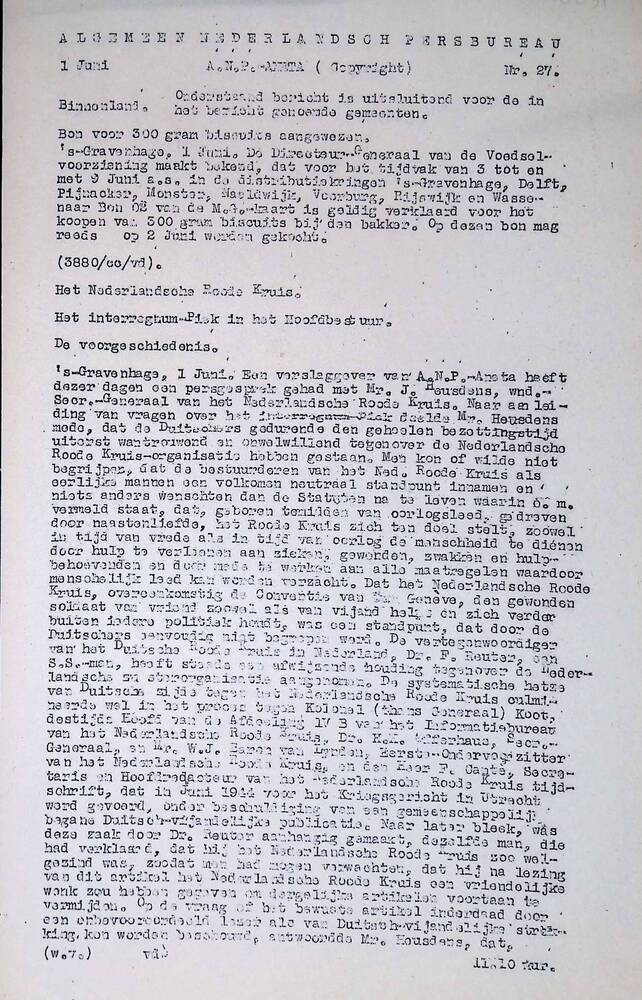 ALGEMEEN NEDERLANDSCH PERSBUREAU
1 Juni A.N.P.-ANETA ( Copyright) Nr. 27.
Binnenland. Onderstaand bericht is uitsluitend voor de in
het bericht genoemde gemeenten.
Bon voor 300 gram biscuits aangewezen.
's-Gravenhage, 1 Juni. De Directeur-Generaal van de Voedsel-
voorziening maakt bekend, dat voor het tijdvak van 3 tot en
met 9 Juni a.s. in de distributiekringen 's-Gravenhage, Delft,
Pijnacker, Monster, Naaldwijk, Voorburg, Rijswijk en Wasse-
naar Bon 02 van de M.G.-kaart is geldig verklaard voor het
koopen van 300 gram biscuits bij den bakker. Op dezen bon mag
reeds op 2 Juni worden gekocht.
(3880/cc/vd).
Het Nederlandsche Roode Kruis.
Het interregnum-Piek in het Hoofdbestuur.
De voorgeschiedenis.
's-Gravenhage, 1 Juni. Een verslaggever van A.N.P.-Aneta heeft
dezer dagen een persgesprek gehad met Mr. J. Heusdens, wnd.-
Secr.-Generaal van het Nederlandsche Roode Kruis. Naar aanlei-
ding van vragen over het interregnum-Piek deelde Mr. Heusdens
mede, dat de Duitschers gedurende den geheelen bezettingstijd
uiterst wantrouwend en onwelwillend tegenover de Nederlandsche
Roode Kruis-organisatie hebben gestaan. Men kon of wilde niet
begrijpen, dat de bestuurderen van het Ned. Roode Kruis als
eerlijke mannen een volkomen neutraal standpunt innamen en
niets anders wenschten dan de Statuten na te leven waarin o. m.
vermeld staat, dat, geboren temidden van oorlogsleed, gedreven
door naastenliefde, het Roode Kruis zich ten doel stelt, zoowel
in tijd van vrede als in tijd van oorlog de menschheid te dienen
door hulp te verleenen aan zieken, gewonden, zwakken en hulp-
behoevenden en door mede te werken aan alle maatregelen waardoor
menschelijk leed kan worden verzacht. Dat het Nederlandsche Roode
Kruis, overeenkomstig de Conventie van Genève, den gewonden
soldaat van vriend zoowel als van vijand helpt en zich verder
buiten iedere politiek houdt, was een standpunt, dat door de
Duitschers eenvoudig niet begrepen werd. De vertegenwoordiger
van het Duitsche Roode Kruis in Nederland, Dr. F. Reuter, een
S.S.-man, heeft steeds een afwijzende houding tegenover de Neder-
landsche zusterorganisatie aangenomen. De systematische hetze
van Duitsche zijde tegen het Nederlandsche Roode Kruis culmi-
neerde wel in het proces tegen Kolonel (thans Generaal) Koot,
destijds Hoofd van de Afdeeling IV B van het Informatiebureau
van het Nederlandsche Roode Kruis, Dr. Offerhaus, Secr.-
Generaal, en Mr. W.J. Baron van Lynden, Eerste-Ondervoorzitter
van het Nederlandsche Roode Kruis, en den Heer F. Secre-
taris en Hoofdredacteur van het Nederlandsche Roode Kruis tijd-
schrift, dat in Juni 1944 voor het Kriegsgericht in Utrecht
werd gevoerd, onder beschuldiging van een gemeenschappelijk
begane Duitsch-vijandelijke publicatie. Naar later bleek, was
deze zaak door Dr. Reuter aanhangig gemaakt, dezelfde man, die
had verklaard, dat hij het Nederlandsche Roode Kruis zoo wel-
gezind was, zoodat men had mogen verwachten, dat hij na lezing
van dit artikel het Nederlandsche Roode Kruis een vriendelijke
wenk zou hebben gegeven om dergelijke artikelen voortaan te
vermijden. Op de vraag of het bewuste artikel inderdaad door
een onbevooroordeeld lezer als van Duitsch-vijandelijke strek-
king kon worden beschouwd, antwoordde Mr. Heusdens, dat,
(w.v.) vd) 11.10 uur.